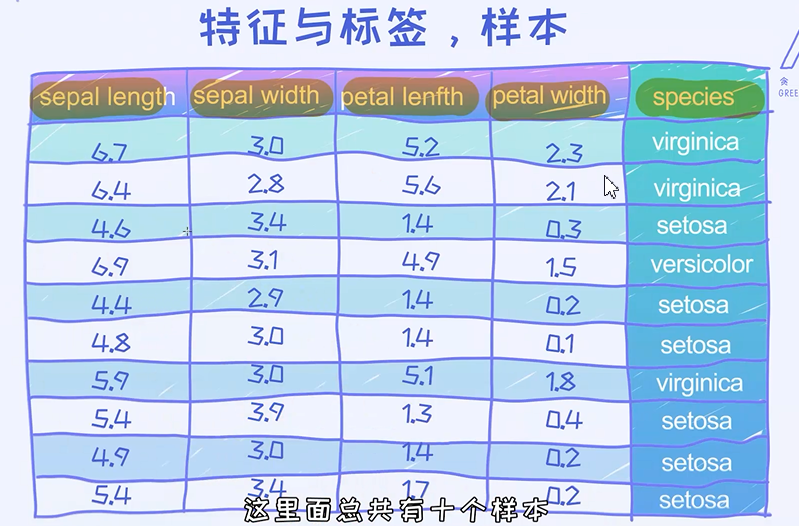 特征与标签，样本
食
GREE
sepal length sepal width petal lenfth petal width species
6.7 3.0 5.2 2.3 virginica
6.4 2.8 5.6 2.1 virginica
4.6 3.4 1.4 0.3 setosa
6.9 3.1 4.9 1.5 versicolor
4.4 2.9 1.4 0.2 setosa
4.8 3.0 1.4 0.1 setosa
5.9 3.0 5.1 1.8 virginica
5.4 3.9 1.3 0.4 setosa
4.9 3.0 1.4 0.2 setosa
5.4 3.4 1.7 0.2 setosa
这里面总共有十个样本